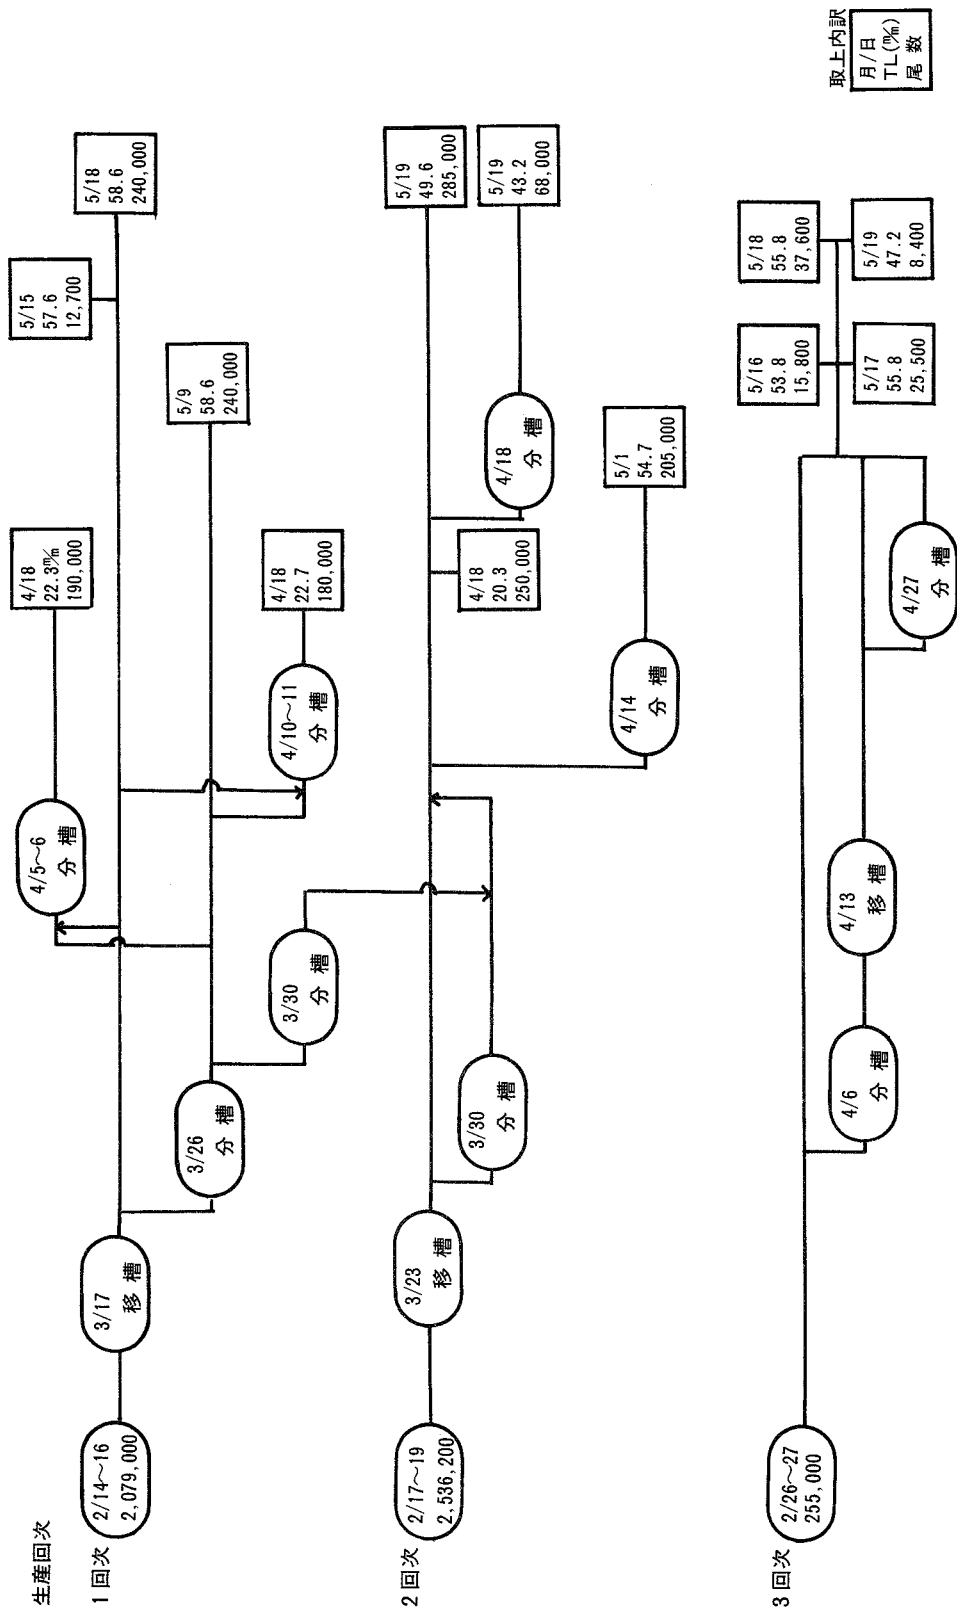 生産回次
1回次
2/14～16
2,079,000
3/17
移槽
3/26
分槽
3/30
分槽
4/5～6
分槽
4/10～11
分槽
4/18
22.3㎜
190,000
4/18
22.7
180,000
5/9
58.6
240,000
5/15
57.6
12,700
5/18
58.6
240,000
2回次
2/17～19
2,536,200
3/23
移槽
3/30
分槽
4/14
分槽
4/18
20.3
250,000
4/18
分槽
5/1
54.7
205,000
5/19
49.6
285,000
5/19
43.2
68,000
3回次
2/26～27
255,000
4/6
分槽
4/13
移槽
4/27
分槽
5/16
53.8
15,800
5/17
55.8
25,500
5/18
55.8
37,600
5/19
47.2
8,400
取上内訳
月/日
TL(㎜)
尾数